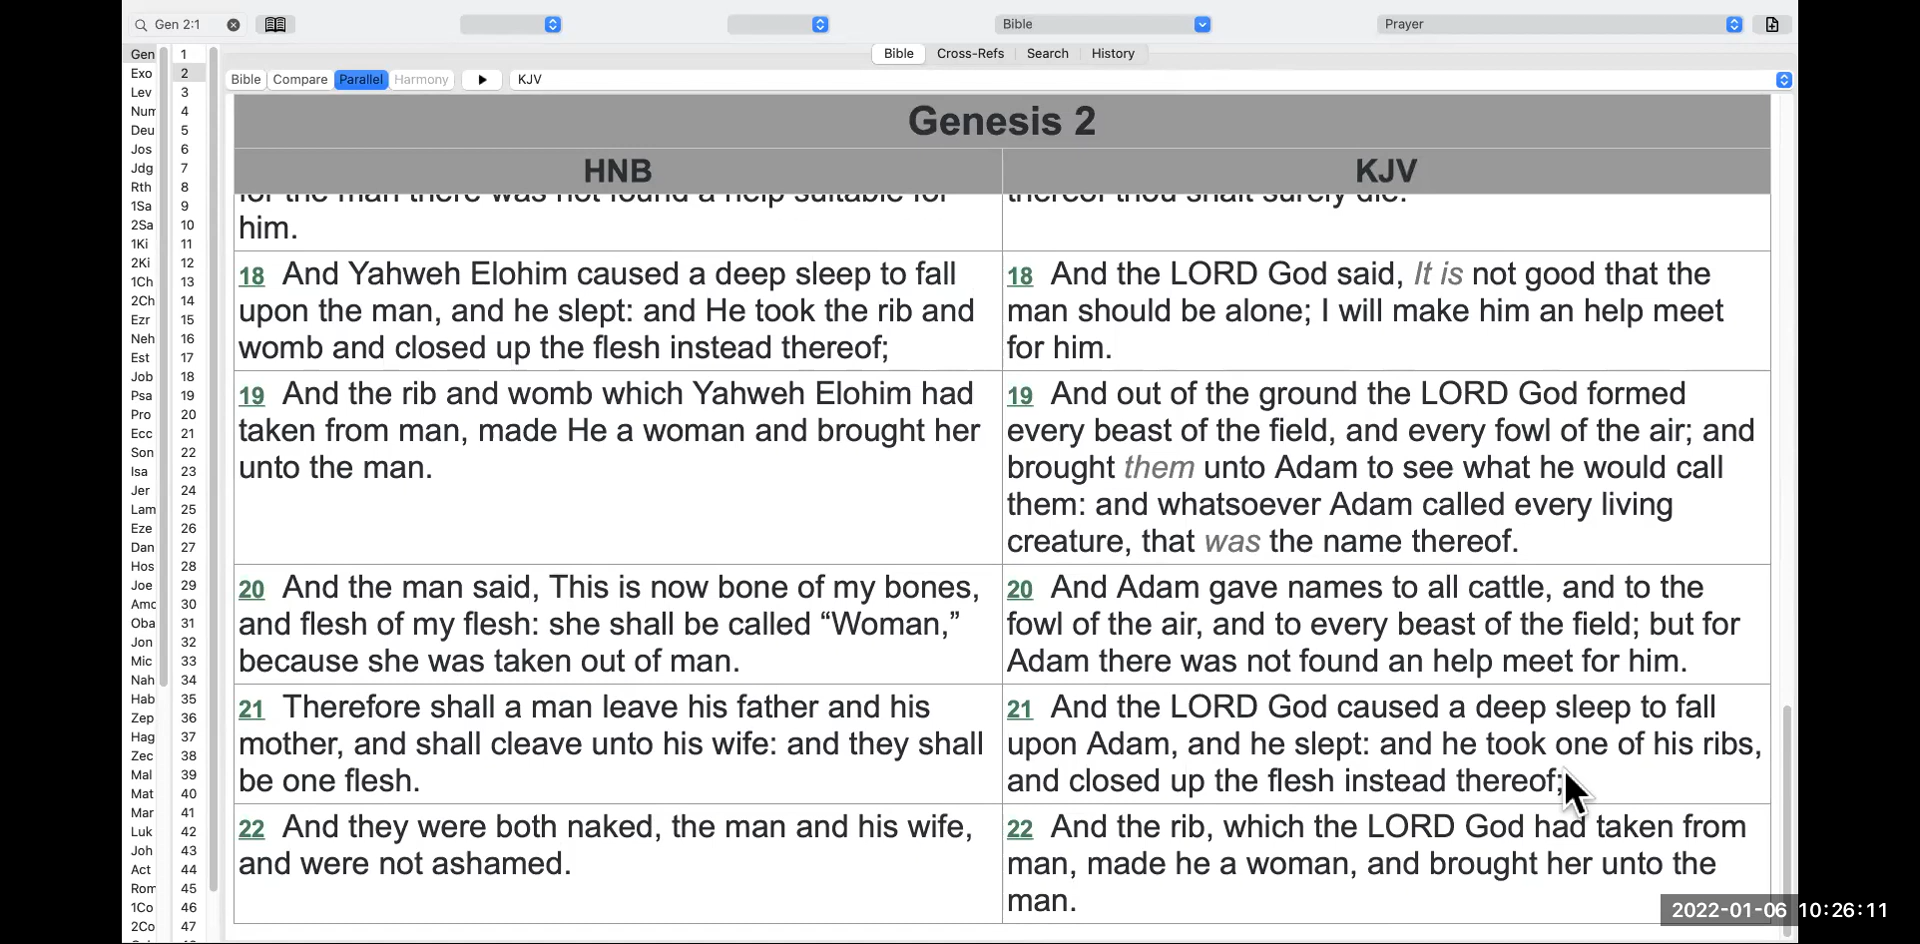 Gen 2:1
Bible
Prayer
Bible Cross-Refs Search History
Bible Compare Parallel Harmony KJV
Gen 1
Exo 2
Lev 3
Num 4
Deu 5
Jos 6
Jdg 7
Rth 8
1Sa 9
2Sa 10
1Ki 11
2Ki 12
1Ch 13
2Ch 14
Ezr 15
Neh 16
Est 17
Job 18
Psa 19
Pro 20
Ecc 21
Son 22
Isa 23
Jer 24
Lam 25
Eze 26
Dan 27
Hos 28
Joe 29
Amo 30
Oba 31
Jon 32
Mic 33
Nah 34
Hab 35
Zep 36
Hag 37
Zec 38
Mal 39
Mat 40
Mar 41
Luk 42
Joh 43
Act 44
Rom 45
1Co 46
2Co 47
Genesis 2
HNB
for the man there was not found a help suitable for
him.
18 And Yahweh Elohim caused a deep sleep to fall
upon the man, and he slept: and He took the rib and
womb and closed up the flesh instead thereof;
19 And the rib and womb which Yahweh Elohim had
taken from man, made He a woman and brought her
unto the man.
20 And the man said, This is now bone of my bones,
and flesh of my flesh: she shall be called “Woman,”
because she was taken out of man.
21 Therefore shall a man leave his father and his
mother, and shall cleave unto his wife: and they shall
be one flesh.
22 And they were both naked, the man and his wife,
and were not ashamed.
KJV
thereof thou shalt surely die.
18 And the LORD God said, It is not good that the
man should be alone; I will make him an help meet
for him.
19 And out of the ground the LORD God formed
every beast of the field, and every fowl of the air; and
brought them unto Adam to see what he would call
them: and whatsoever Adam called every living
creature, that was the name thereof.
20 And Adam gave names to all cattle, and to the
fowl of the air, and to every beast of the field; but for
Adam there was not found an help meet for him.
21 And the LORD God caused a deep sleep to fall
upon Adam, and he slept: and he took one of his ribs,
and closed up the flesh instead thereof;
22 And the rib, which the LORD God had taken from
man, made he a woman, and brought her unto the
man.
2022-01-06 10:26:11